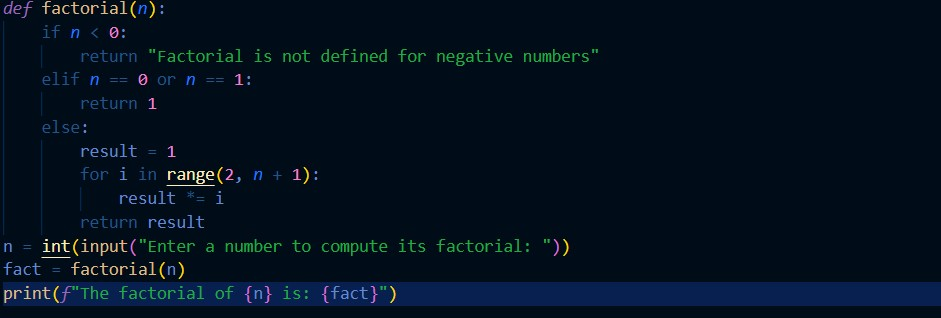 def factorial(n):
    if n < 0:
        return "Factorial is not defined for negative numbers"
    elif n == 0 or n == 1:
        return 1
    else:
        result = 1
        for i in range(2, n + 1):
            result *= i
        return result
n = int(input("Enter a number to compute its factorial: "))
fact = factorial(n)
print(f"The factorial of {n} is: {fact}")